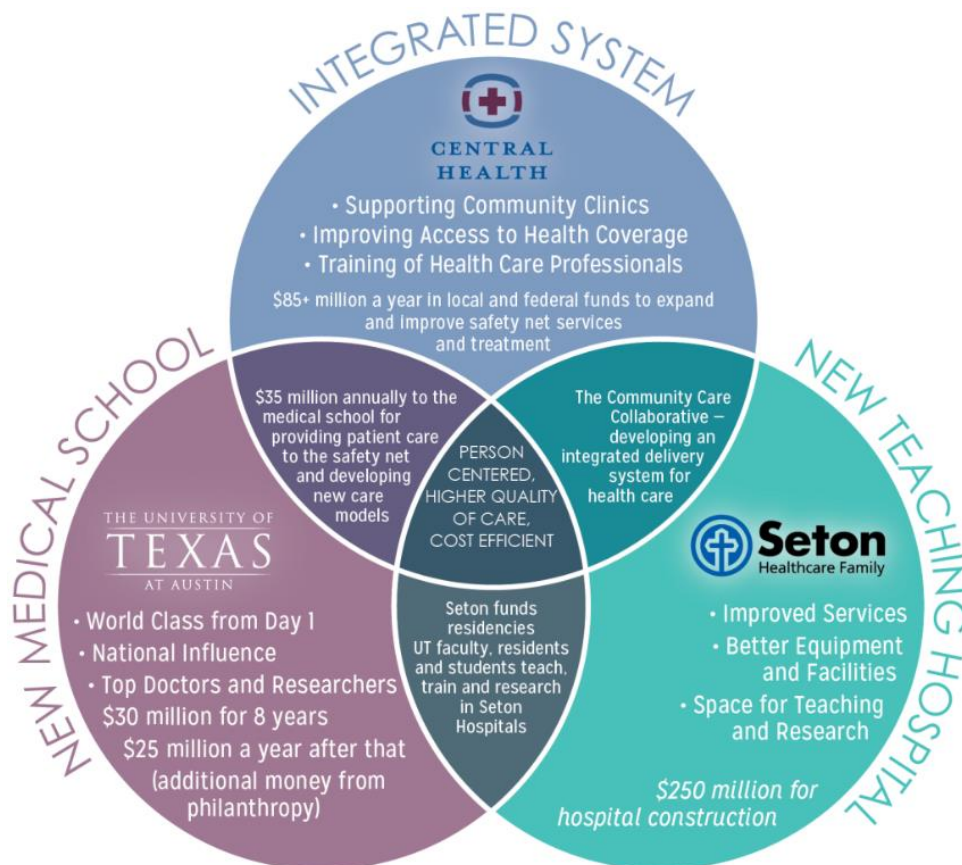 INTEGRATED SYSTEM
CENTRAL
HEALTH
• Supporting Community Clinics
• Improving Access to Health Coverage
• Training of Health Care Professionals
$85+ million a year in local and federal funds to expand
and improve safety net services
and treatment
NEW MEDICAL SCHOOL
$35 million annually to the
medical school for
providing patient care
to the safety net
and developing
new care
models
PERSON
CENTERED,
HIGHER QUALITY
OF CARE,
COST EFFICIENT
The Community Care
Collaborative –
developing an
integrated delivery
system for
health care
NEW TEACHING HOSPITAL
THE UNIVERSITY OF
TEXAS
AT AUSTIN
• World Class from Day 1
• National Influence
• Top Doctors and Researchers
$30 million for 8 years
$25 million a year after that
(additional money from
philanthropy)
Seton funds
residencies
UT faculty, residents
and students teach,
train and research
in Seton
Hospitals
Seton
Healthcare Family
• Improved Services
• Better Equipment
and Facilities
• Space for Teaching
and Research
$250 million for
hospital construction